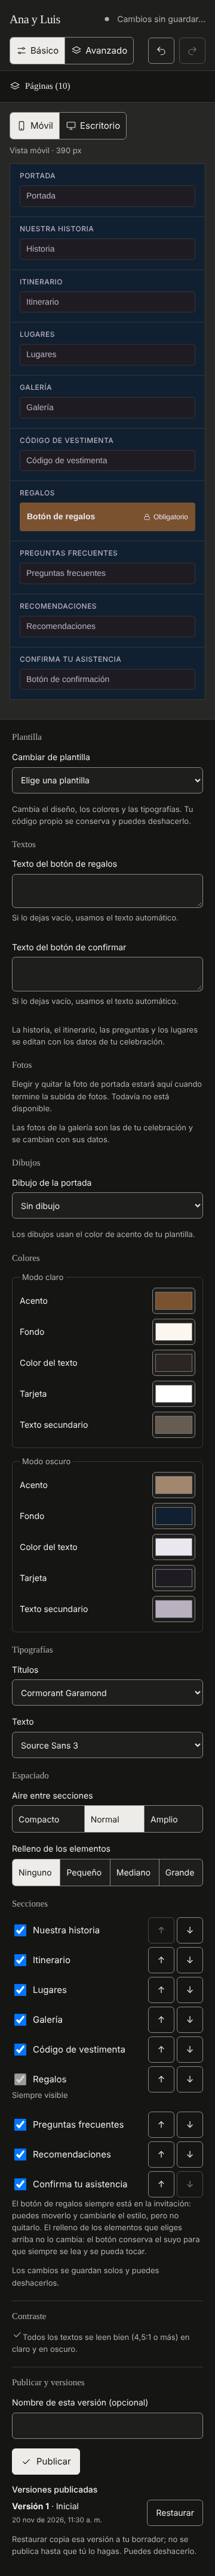 Ana y Luis
Cambios sin guardar...
Básico
Avanzado
Páginas (10)
Móvil
Escritorio
Vista móvil · 390 px
PORTADA
Portada
NUESTRA HISTORIA
Historia
ITINERARIO
Itinerario
LUGARES
Lugares
GALERÍA
Galería
CÓDIGO DE VESTIMENTA
Código de vestimenta
REGALOS
Botón de regalos
Obligatorio
PREGUNTAS FRECUENTES
Preguntas frecuentes
RECOMENDACIONES
Recomendaciones
CONFIRMA TU ASISTENCIA
Botón de confirmación
Plantilla
Cambiar de plantilla
Elige una plantilla
Cambia el diseño, los colores y las tipografías. Tu
código propio se conserva y puedes deshacerlo.
Textos
Texto del botón de regalos
Si lo dejas vacío, usamos el texto automático.
Texto del botón de confirmar
Si lo dejas vacío, usamos el texto automático.
La historia, el itinerario, las preguntas y los lugares
se editan con los datos de tu celebración.
Fotos
Elegir y quitar la foto de portada estará aquí cuando
termine la subida de fotos. Todavía no está
disponible.
Las fotos de la galería son las de tu celebración y
se cambian con sus datos.
Dibujos
Dibujo de la portada
Sin dibujo
Los dibujos usan el color de acento de tu plantilla.
Colores
Modo claro
Acento
Fondo
Color del texto
Tarjeta
Texto secundario
Modo oscuro
Acento
Fondo
Color del texto
Tarjeta
Texto secundario
Tipografías
Títulos
Cormorant Garamond
Texto
Source Sans 3
Espaciado
Aire entre secciones
Compacto
Normal
Amplio
Relleno de los elementos
Ninguno
Pequeño
Mediano
Grande
Secciones
Nuestra historia
Itinerario
Lugares
Galería
Código de vestimenta
Regalos
Siempre visible
Preguntas frecuentes
Recomendaciones
Confirma tu asistencia
El botón de regalos siempre está en la invitación:
puedes moverlo y cambiarle el estilo, pero no
quitarlo. El relleno de los elementos que eliges
arriba no lo cambia: el botón conserva el suyo para
que siempre se lea y se pueda tocar.
Los cambios se guardan solos y puedes
deshacerlos.
Contraste
Todos los textos se leen bien (4,5:1 o más) en
claro y en oscuro.
Publicar y versiones
Nombre de esta versión (opcional)
Publicar
Versiones publicadas
Versión 1 · Inicial
20 nov de 2026, 11:30 a. m.
Restaurar
Restaurar copia esa versión a tu borrador; no se
publica hasta que tú lo hagas. Puedes deshacerlo.